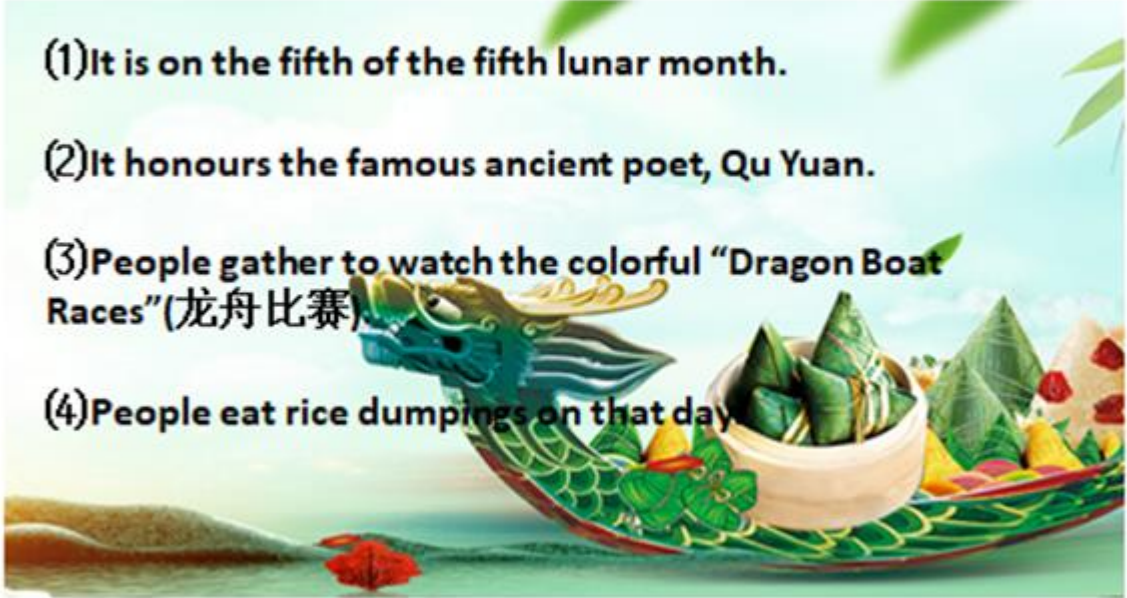 (1)It is on the fifth of the fifth lunar month.
(2)It honours the famous ancient poet, Qu Yuan.
(3)People gather to watch the colorful “Dragon Boat
Races”(龙舟比赛).
(4)People eat rice dumpings on that day.